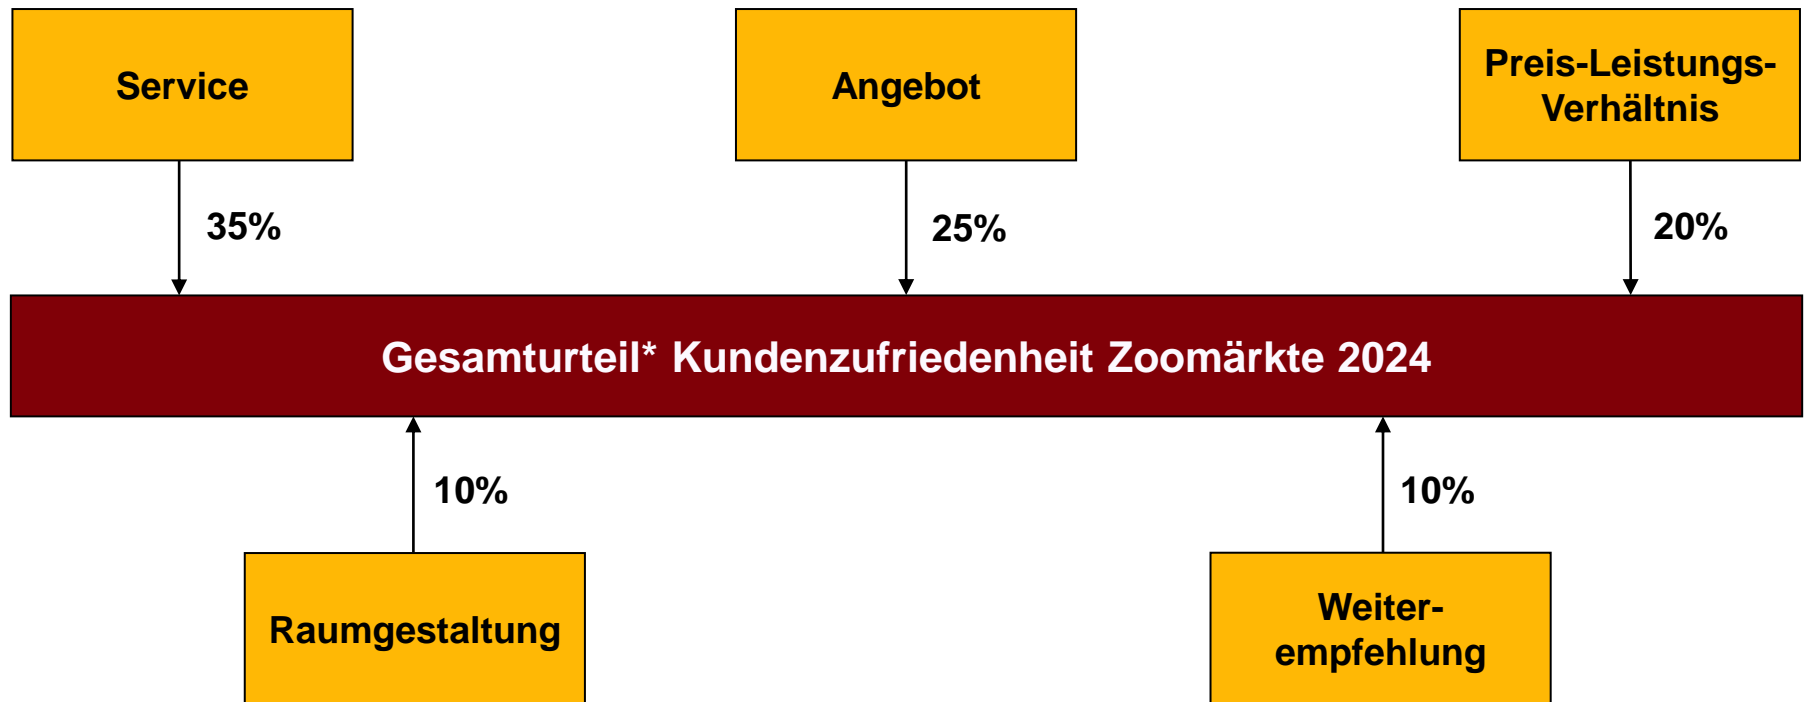 Service
Angebot
Preis-Leistungs-
Verhältnis
35%
25%
20%
Gesamturteil* Kundenzufriedenheit Zoomärkte 2024
10%
10%
Raumgestaltung
Weiter-
empfehlung